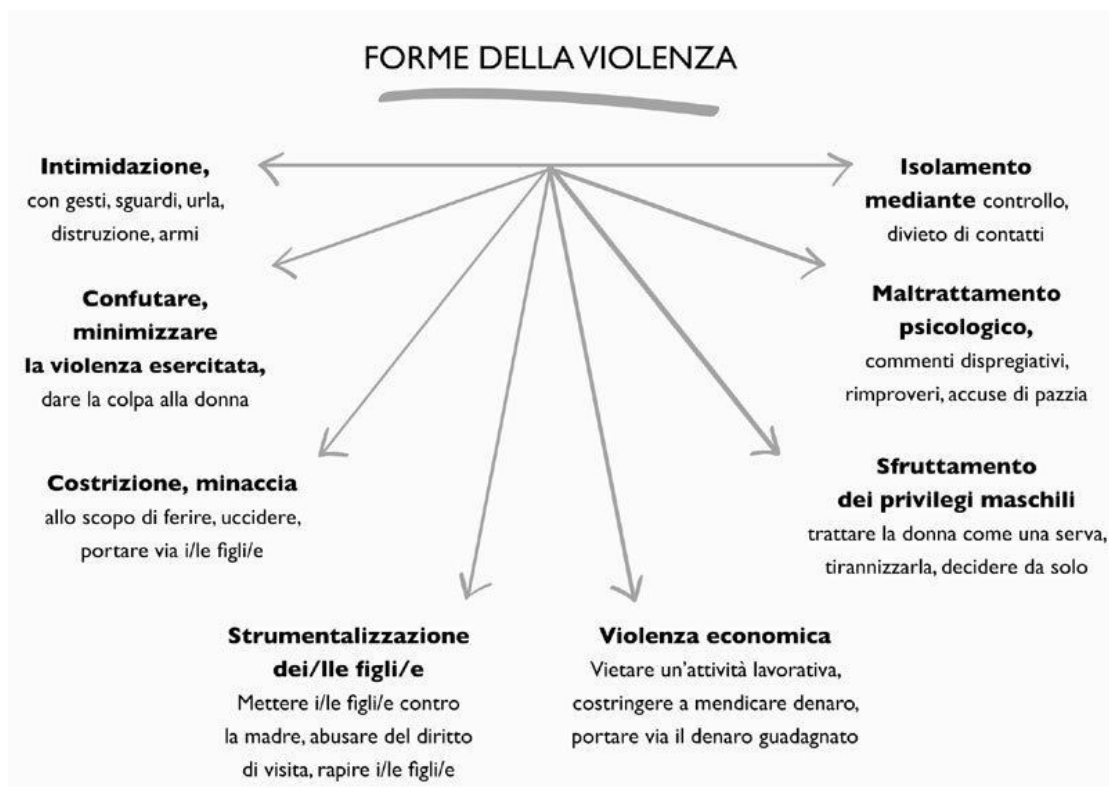 FORME DELLA VIOLENZA
Intimidazione,
con gesti, sguardi, urla,
distruzione, armi
Confutare,
minimizzare
la violenza esercitata,
dare la colpa alla donna
Costrizione, minaccia
allo scopo di ferire, uccidere,
portare via i/le figli/e
Strumentalizzazione
dei/lle figli/e
Mettere i/le figli/e contro
la madre, abusare del diritto
di visita, rapire i/le figli/e
Violenza economica
Vietare un'attività lavorativa,
costringere a mendicare denaro,
portare via il denaro guadagnato
Sfruttamento
dei privilegi maschili
trattare la donna come una serva,
tirannizzarla, decidere da solo
Maltrattamento
psicologico,
commenti dispregiativi,
rimproveri, accuse di pazzia
Isolamento
mediante controllo,
divieto di contatti